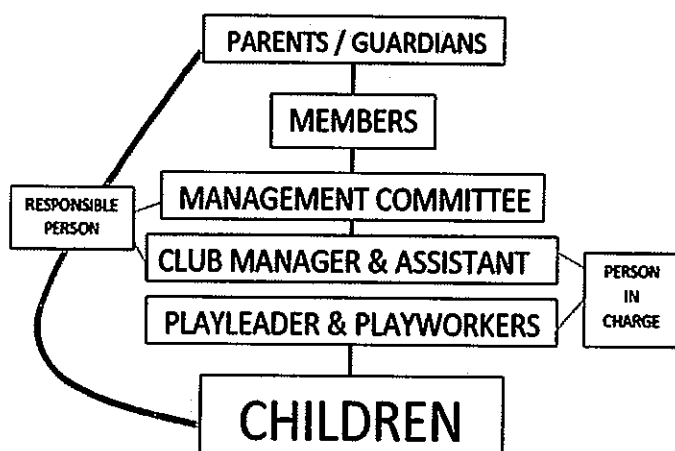 PARENTS / GUARDIANS
MEMBERS
RESPONSIBLE
PERSON
MANAGEMENT COMMITTEE
CLUB MANAGER & ASSISTANT
PERSON
IN
CHARGE
PLAYLEADER & PLAYWORKERS
CHILDREN